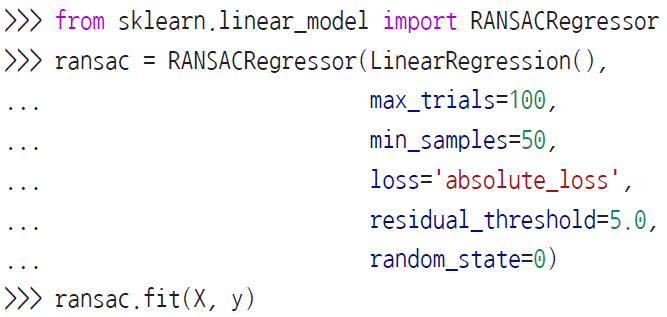 >>> from sklearn.linear_model import RANSACRegressor
>>> ransac = RANSACRegressor(LinearRegression(),
...                          max_trials=100,
...                          min_samples=50,
...                          loss='absolute_loss',
...                          residual_threshold=5.0,
...                          random_state=0)
>>> ransac.fit(X, y)